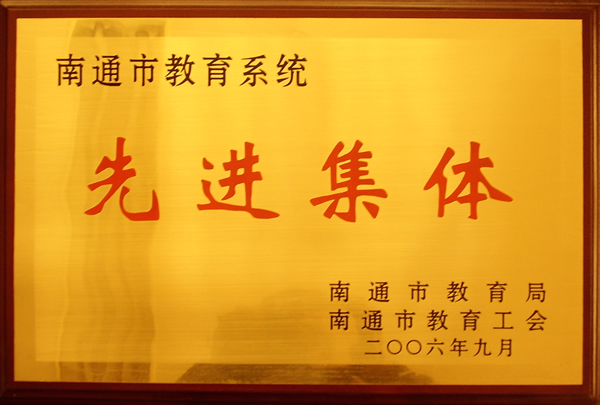 南通市教育系统
先进集体
南通市教育局
南通市教育工会
二〇〇六年九月